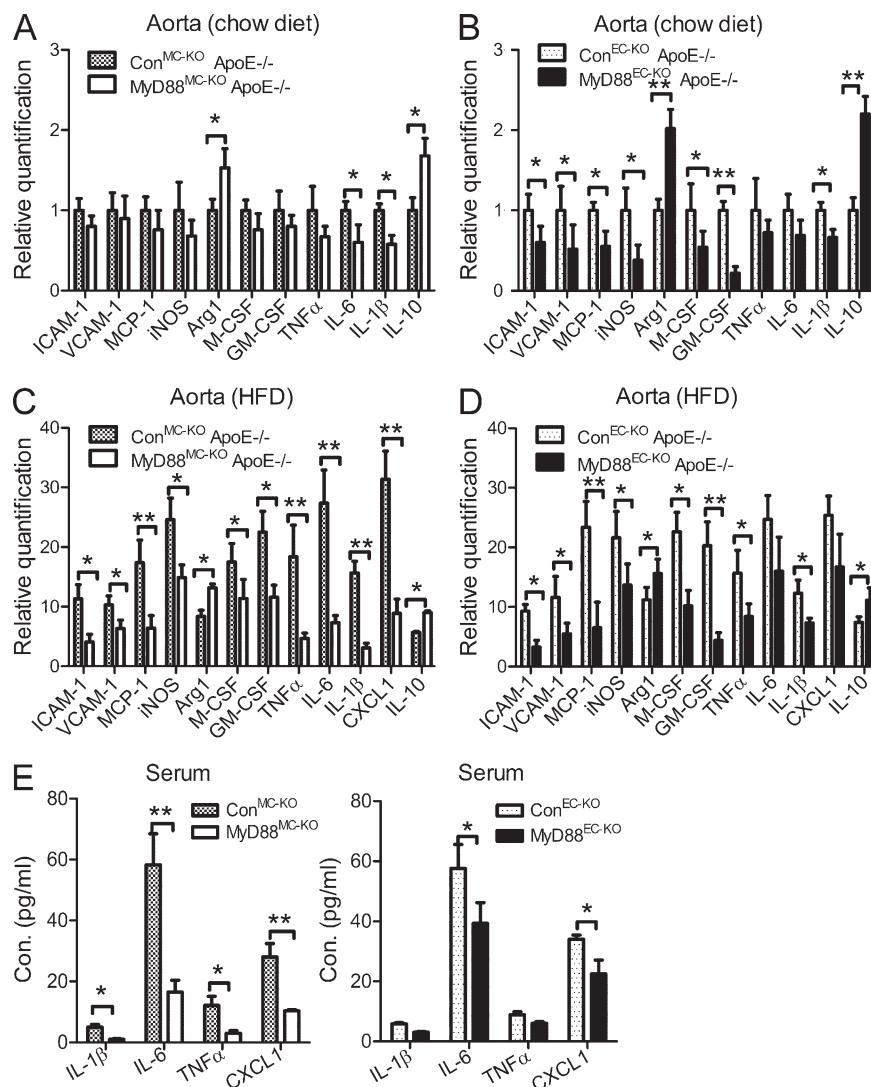 A Aorta (chow diet)
3
2
1
0
Relative quantification
Con^MC-KO ApoE-/-
MyD88^MC-KO ApoE-/-
* * * *
ICAM-1 VCAM-1 MCP-1 iNOS Arg1 M-CSF GM-CSF TNFα IL-6 IL-1β IL-10
B Aorta (chow diet)
3
2
1
0
Relative quantification
Con^EC-KO ApoE-/-
MyD88^EC-KO ApoE-/-
* * * * ** * ** * **
ICAM-1 VCAM-1 MCP-1 iNOS Arg1 M-CSF GM-CSF TNFα IL-6 IL-1β IL-10
C Aorta (HFD)
40
30
20
10
0
Relative quantification
Con^MC-KO ApoE-/-
MyD88^MC-KO ApoE-/-
* * ** * * * * ** ** ** ** *
ICAM-1 VCAM-1 MCP-1 iNOS Arg1 M-CSF GM-CSF TNFα IL-6 IL-1β CXCL1 IL-10
D Aorta (HFD)
40
30
20
10
0
Relative quantification
Con^EC-KO ApoE-/-
MyD88^EC-KO ApoE-/-
* * ** * * * ** * * *
ICAM-1 VCAM-1 MCP-1 iNOS Arg1 M-CSF GM-CSF TNFα IL-6 IL-1β CXCL1 IL-10
E Serum
80
60
40
20
0
Con. (pg/ml)
Con^MC-KO
MyD88^MC-KO
* ** * **
IL-1β IL-6 TNFα CXCL1
Serum
80
60
40
20
0
Con. (pg/ml)
Con^EC-KO
MyD88^EC-KO
* *
IL-1β IL-6 TNFα CXCL1